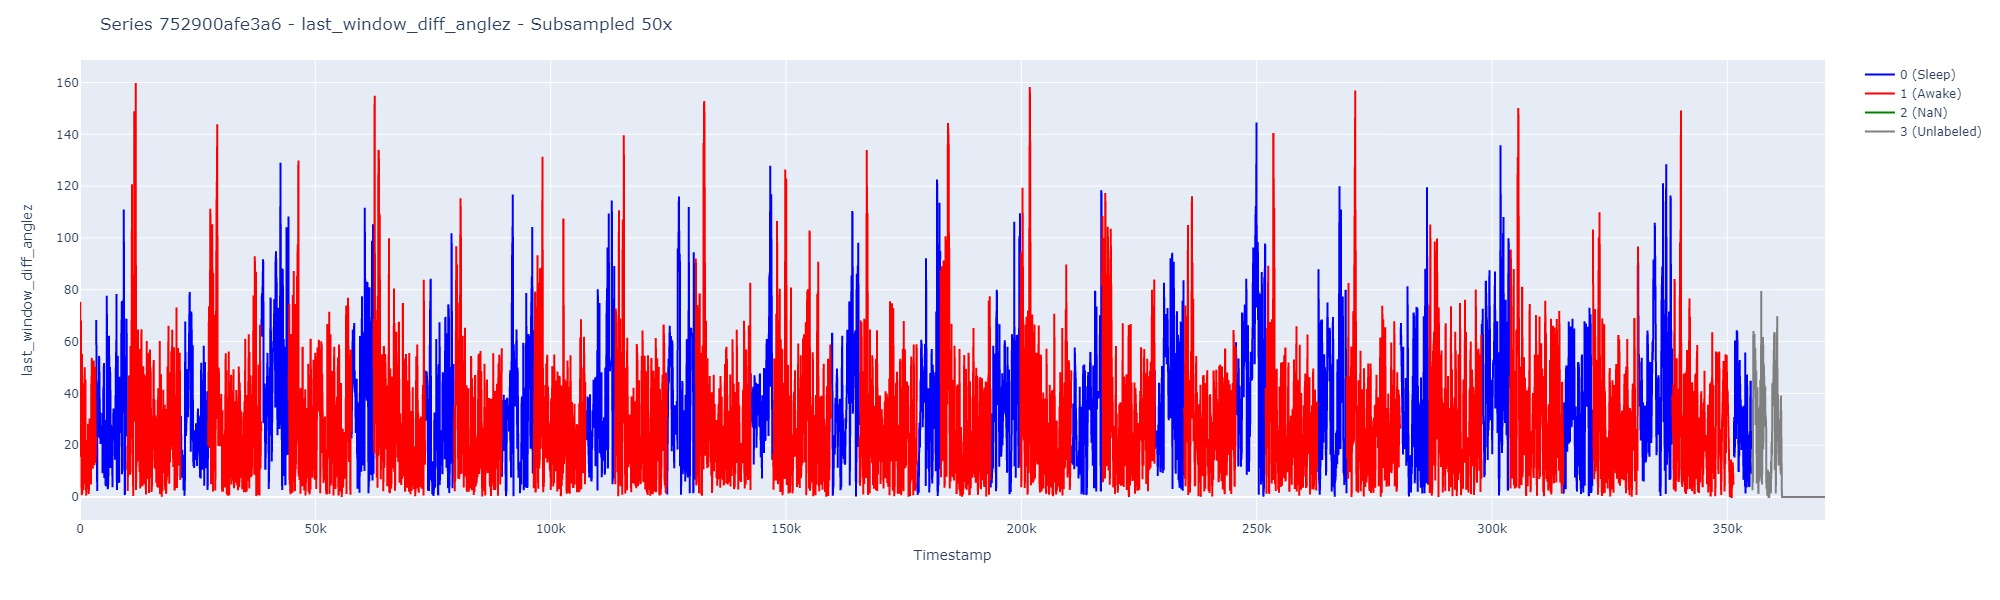 Series 752900afe3a6 - last_window_diff_anglez - Subsampled 50x
160
140
120
100
80
60
40
20
0
last_window_diff_anglez
0 50k 100k 150k 200k 250k 300k 350k
Timestamp
0 (Sleep)
1 (Awake)
2 (NaN)
3 (Unlabeled)